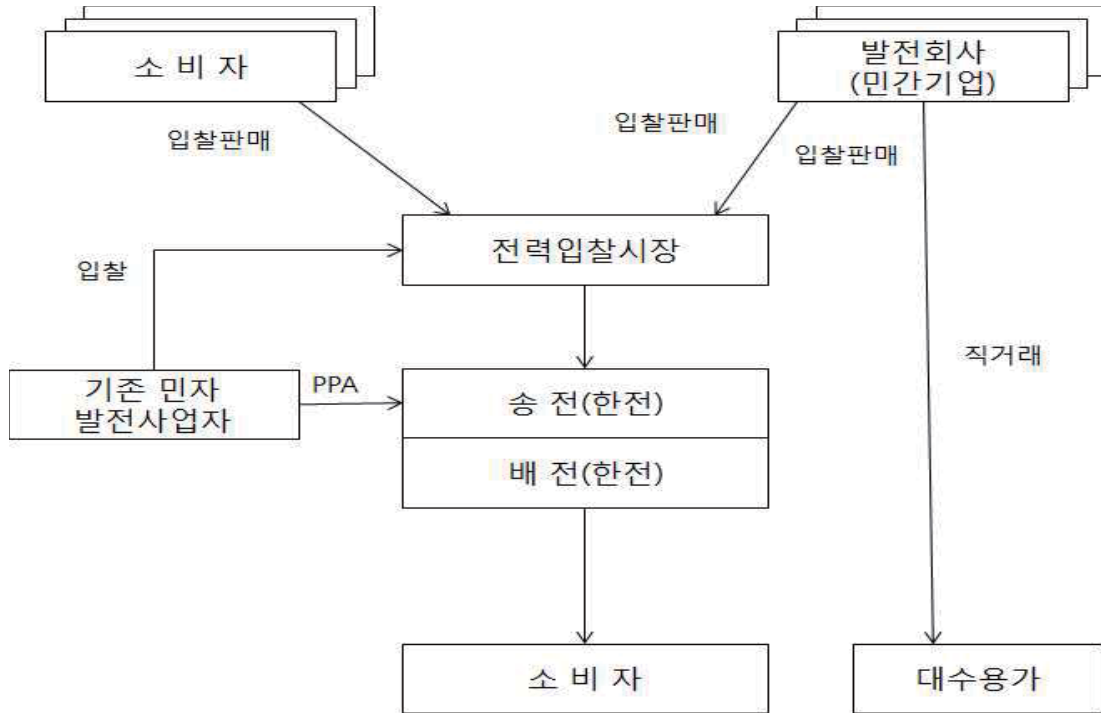 소 비 자
발전회사
(민간기업)
입찰판매
입찰판매
입찰판매
전력입찰시장
입찰
직거래
기존 민자
발전사업자
PPA
송 전(한전)
배 전(한전)
소 비 자
대수용가